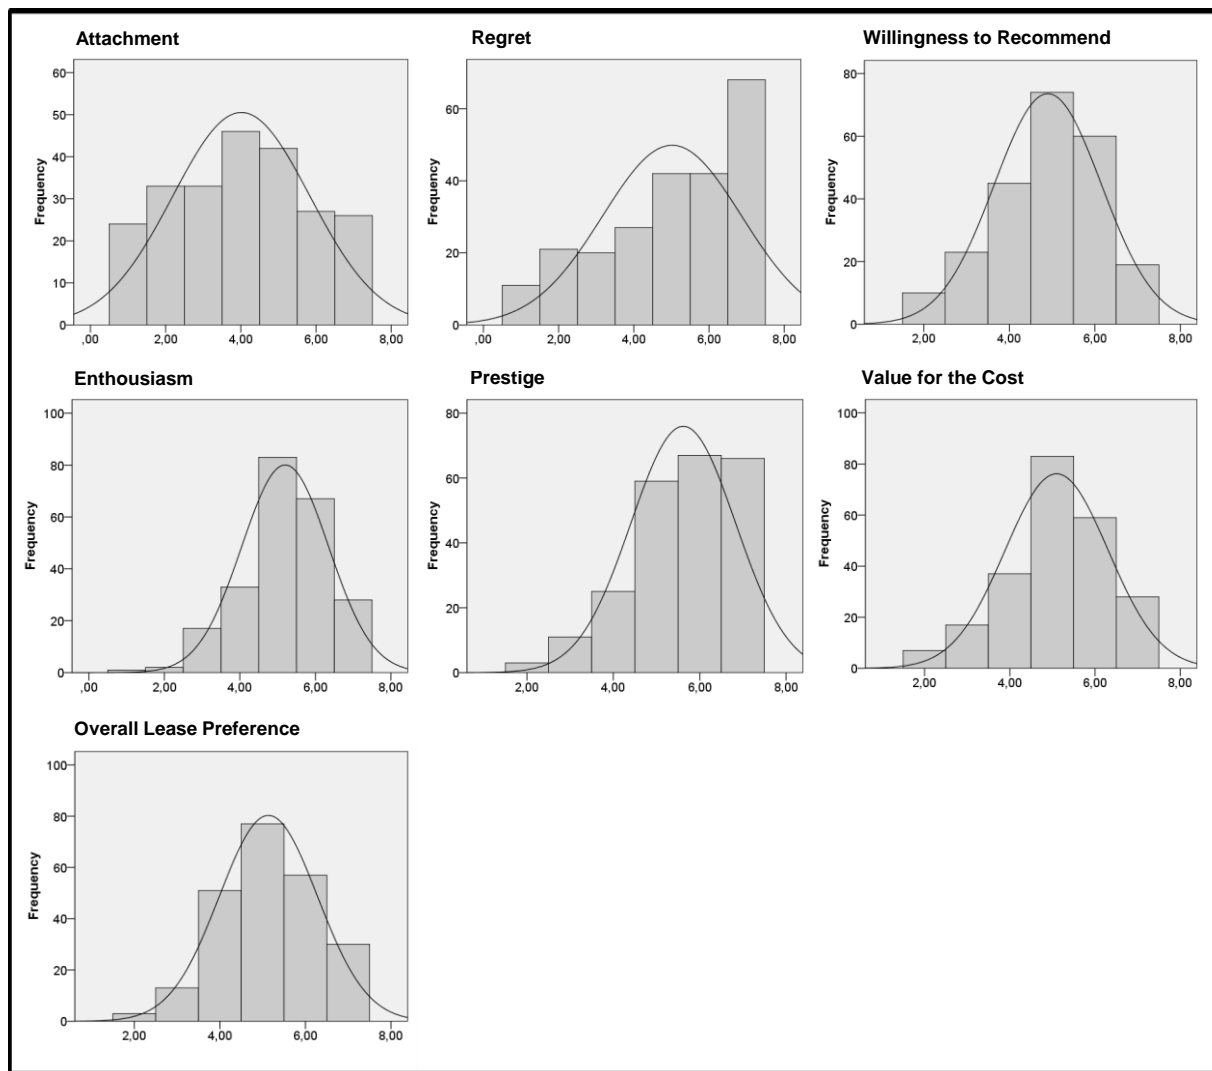 Attachment
60
50
40
30
20
10
0
Frequency
,00 2,00 4,00 6,00 8,00
Regret
60
40
20
0
Frequency
,00 2,00 4,00 6,00 8,00
Willingness to Recommend
80
60
40
20
0
Frequency
2,00 4,00 6,00 8,00
Enthousiasm
100
80
60
40
20
0
Frequency
,00 2,00 4,00 6,00 8,00
Prestige
80
60
40
20
0
Frequency
2,00 4,00 6,00 8,00
Value for the Cost
100
80
60
40
20
0
Frequency
2,00 4,00 6,00 8,00
Overall Lease Preference
100
80
60
40
20
0
Frequency
2,00 4,00 6,00 8,00